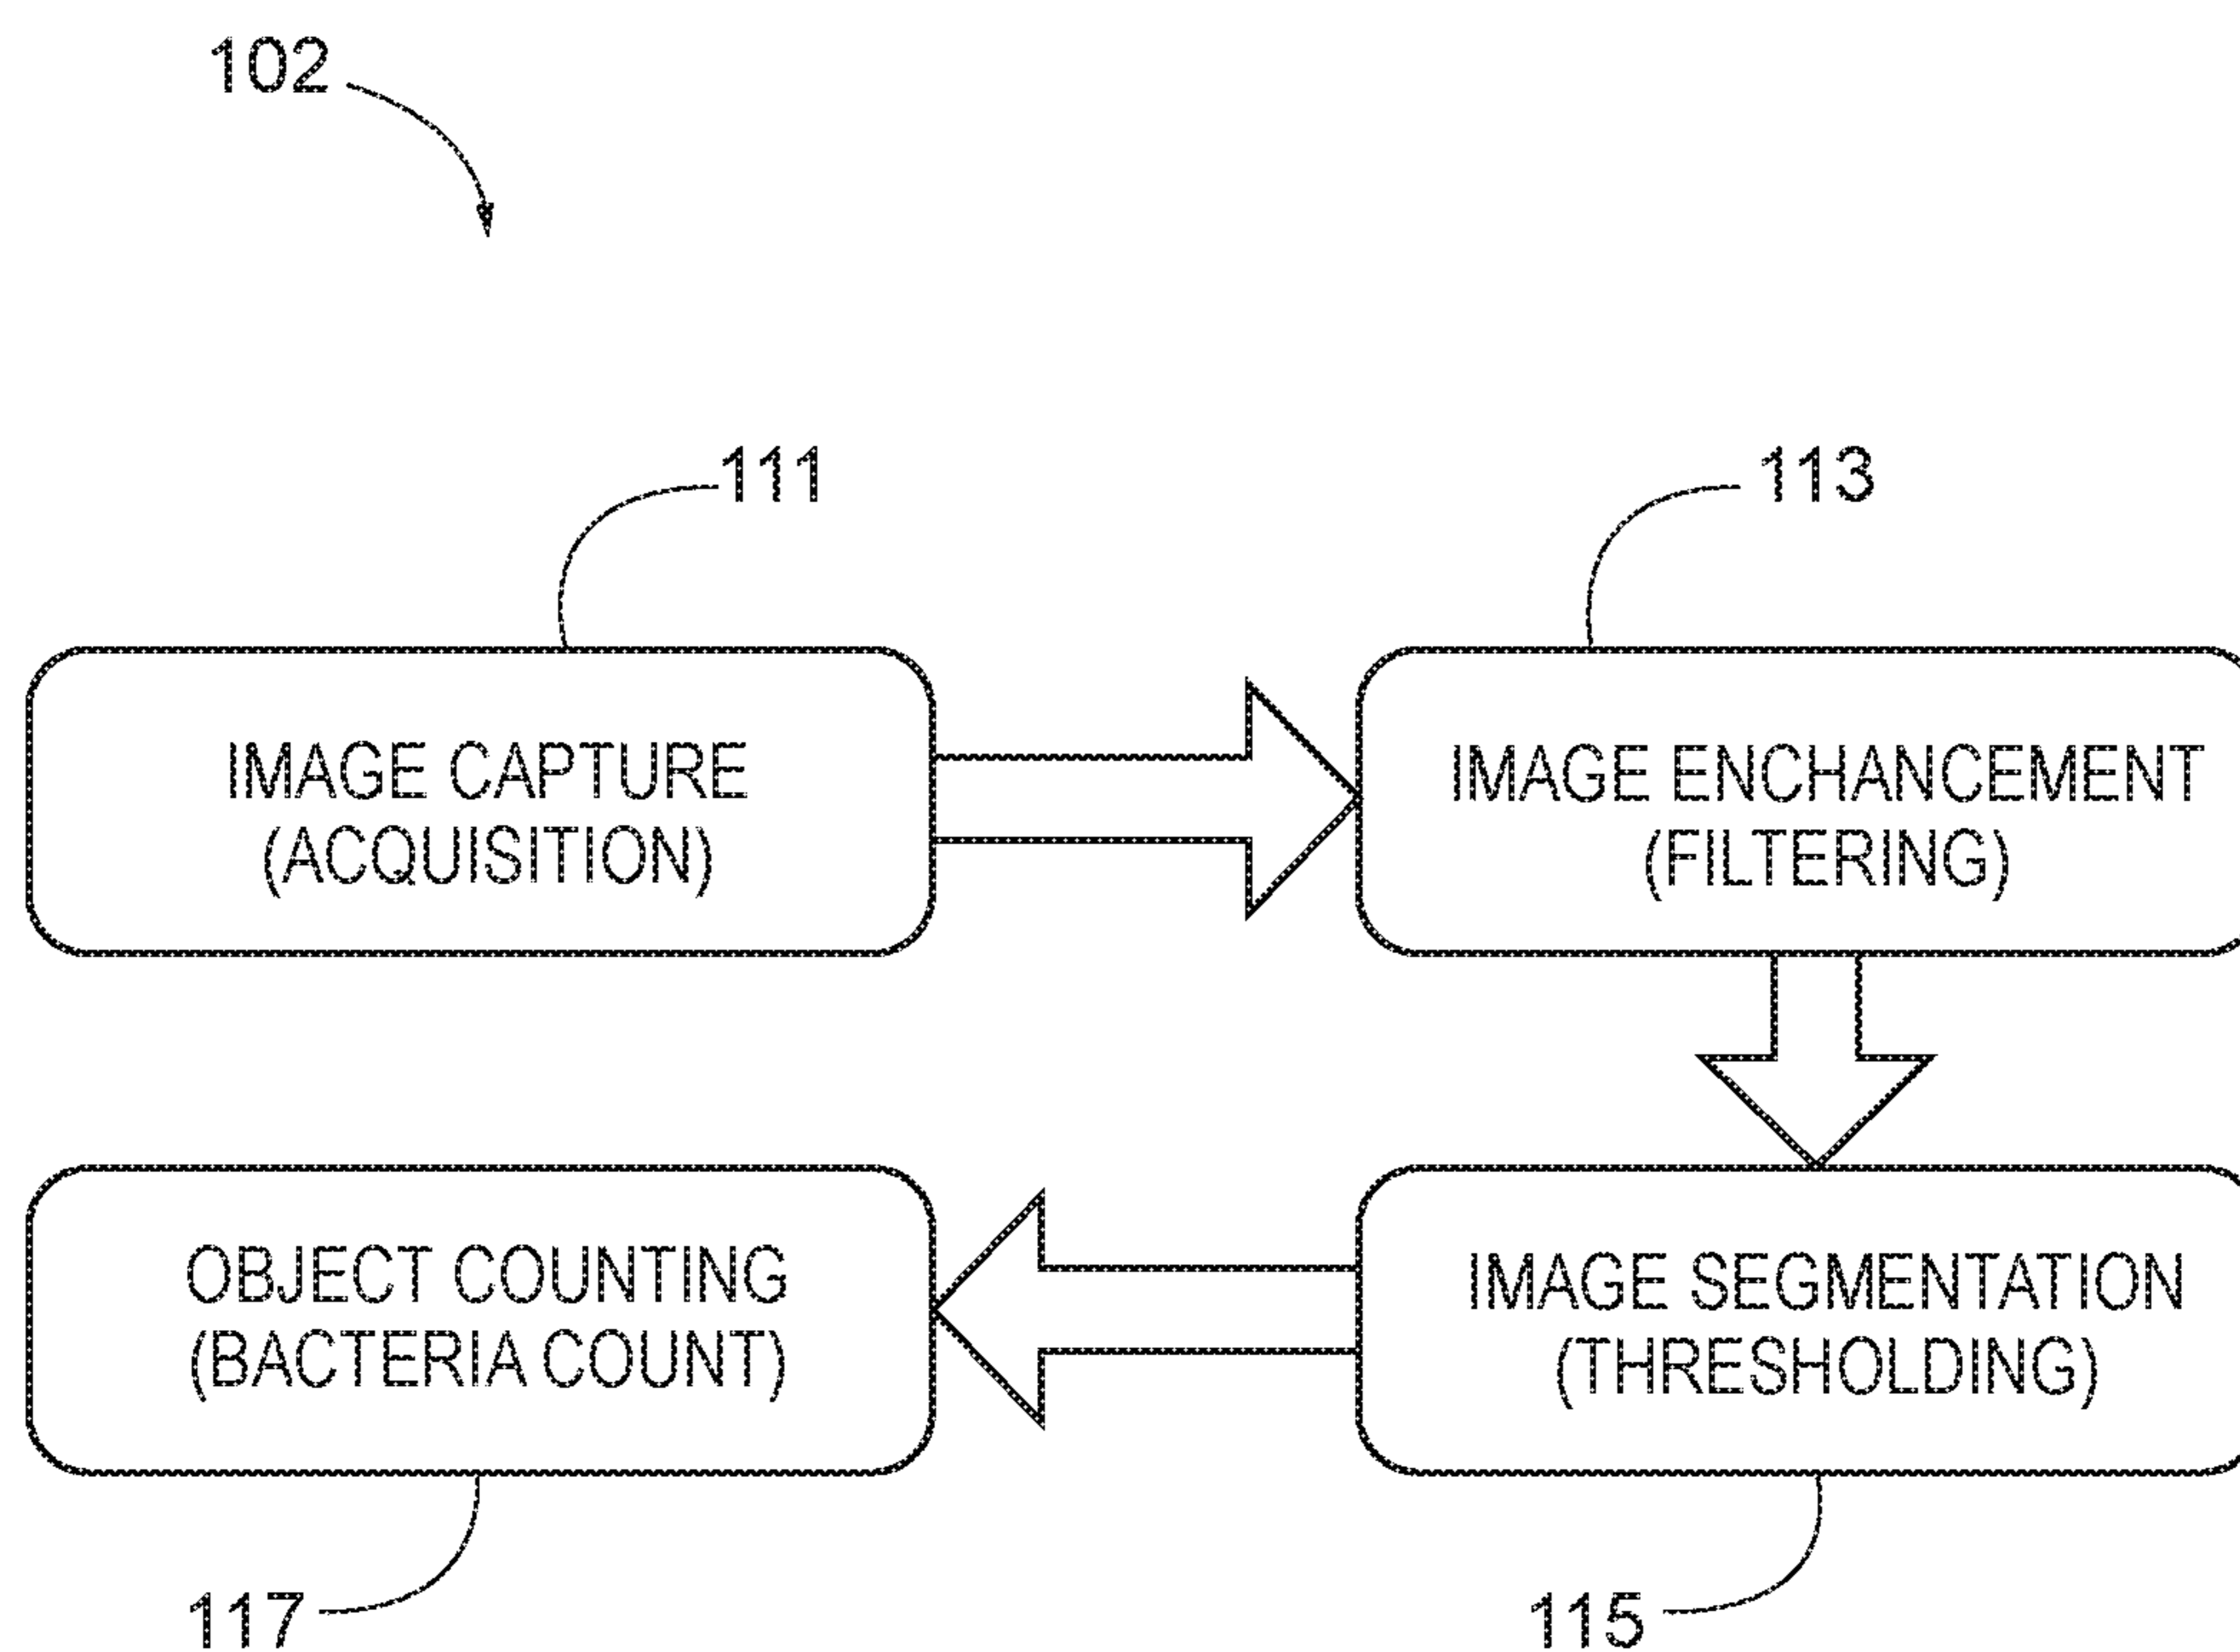 102
111
113
IMAGE CAPTURE
(ACQUISITION)
IMAGE ENCHANCEMENT
(FILTERING)
OBJECT COUNTING
(BACTERIA COUNT)
IMAGE SEGMENTATION
(THRESHOLDING)
117
115